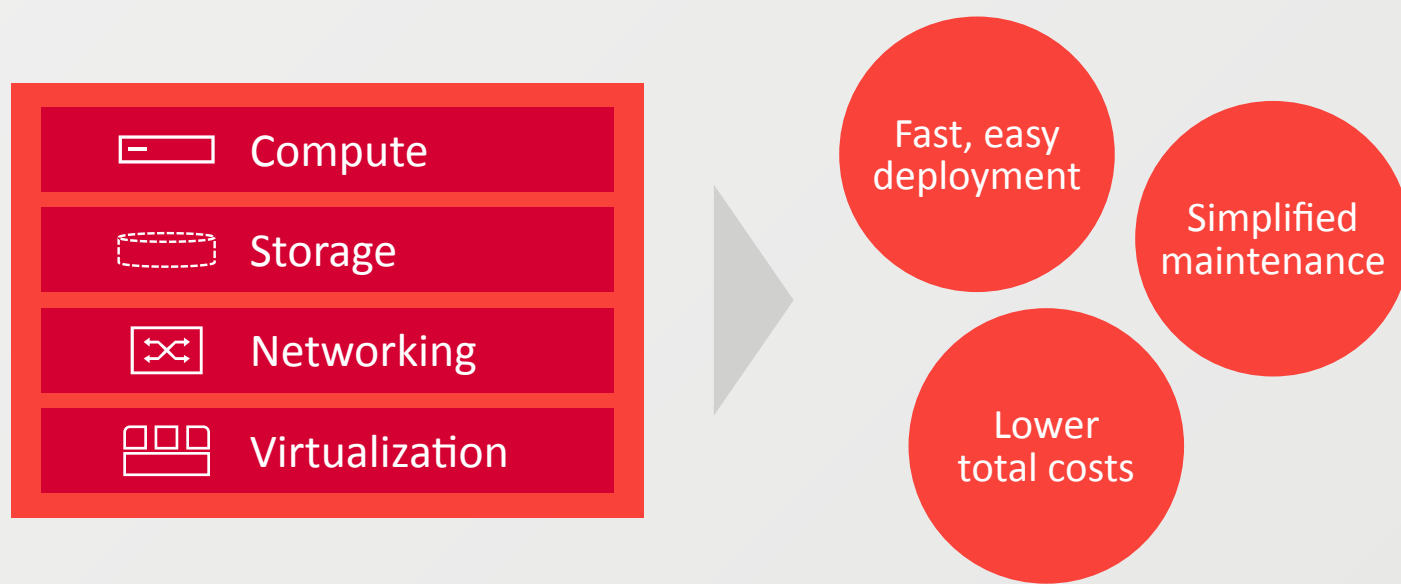 Compute
Storage
Networking
Virtualization
Fast, easy
deployment
Simplified
maintenance
Lower
total costs